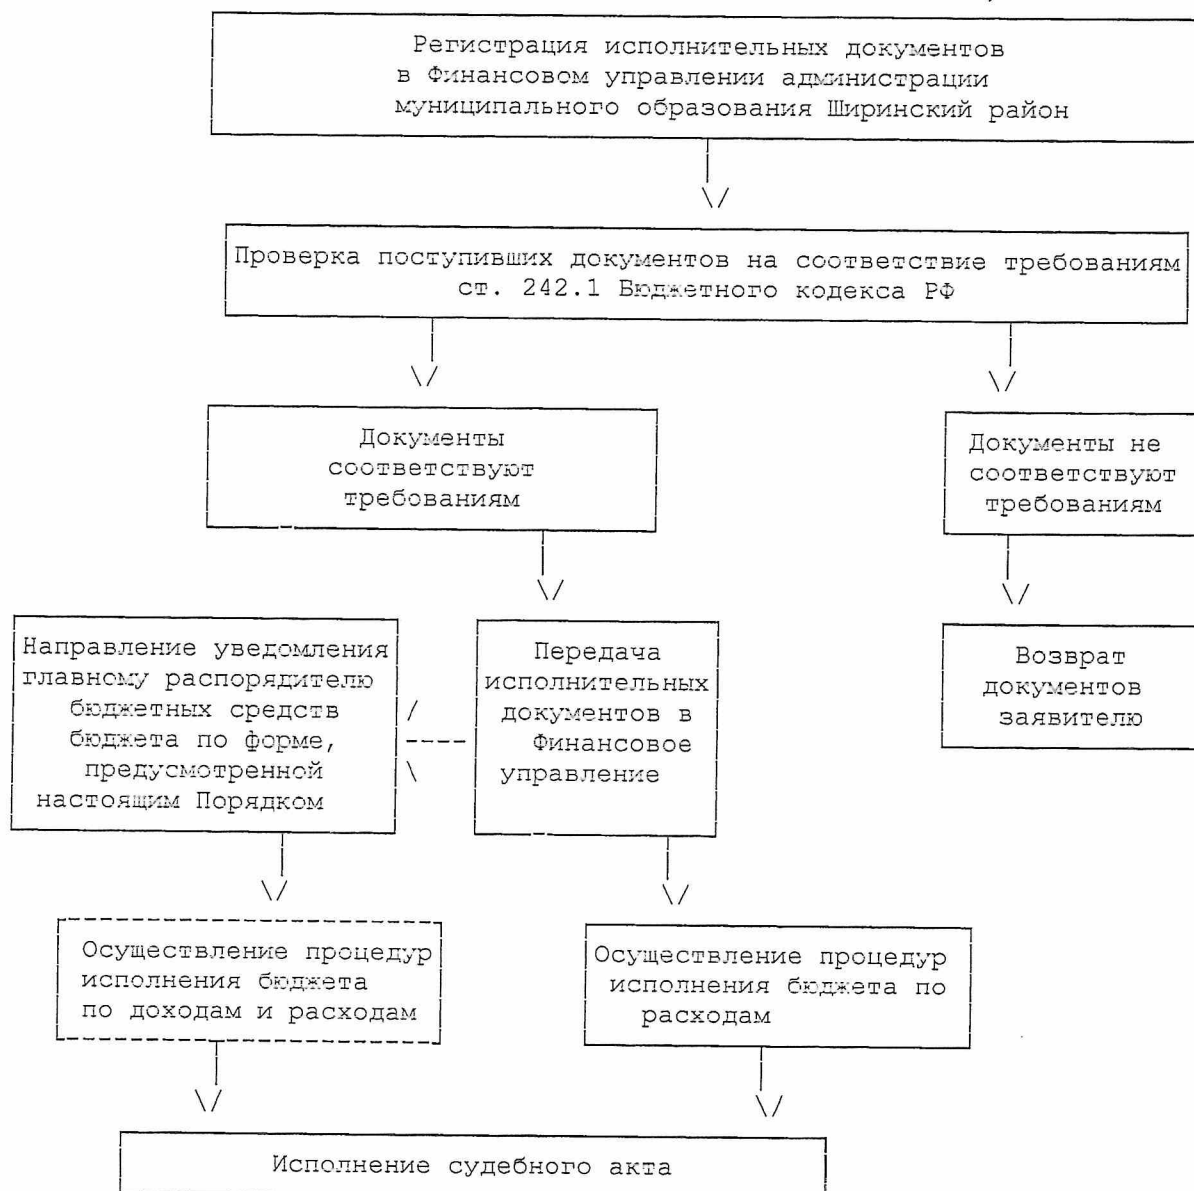 Регистрация исполнительных документов
в Финансовом управлении администрации
муниципального образования Ширинский район
Проверка поступивших документов на соответствие требованиям
ст. 242.1 Бюджетного кодекса РФ
Документы
соответствуют
требованиям
Документы не
соответствуют
требованиям
Направление уведомления
главному распорядителю
бюджетных средств
бюджета по форме,
предусмотренной
настоящим Порядком
Передача
исполнительных
документов в
Финансовое
управление
Возврат
документов
заявителю
Осуществление процедур
исполнения бюджета
по доходам и расходам
Осуществление процедур
исполнения бюджета по
расходам
Исполнение судебного акта